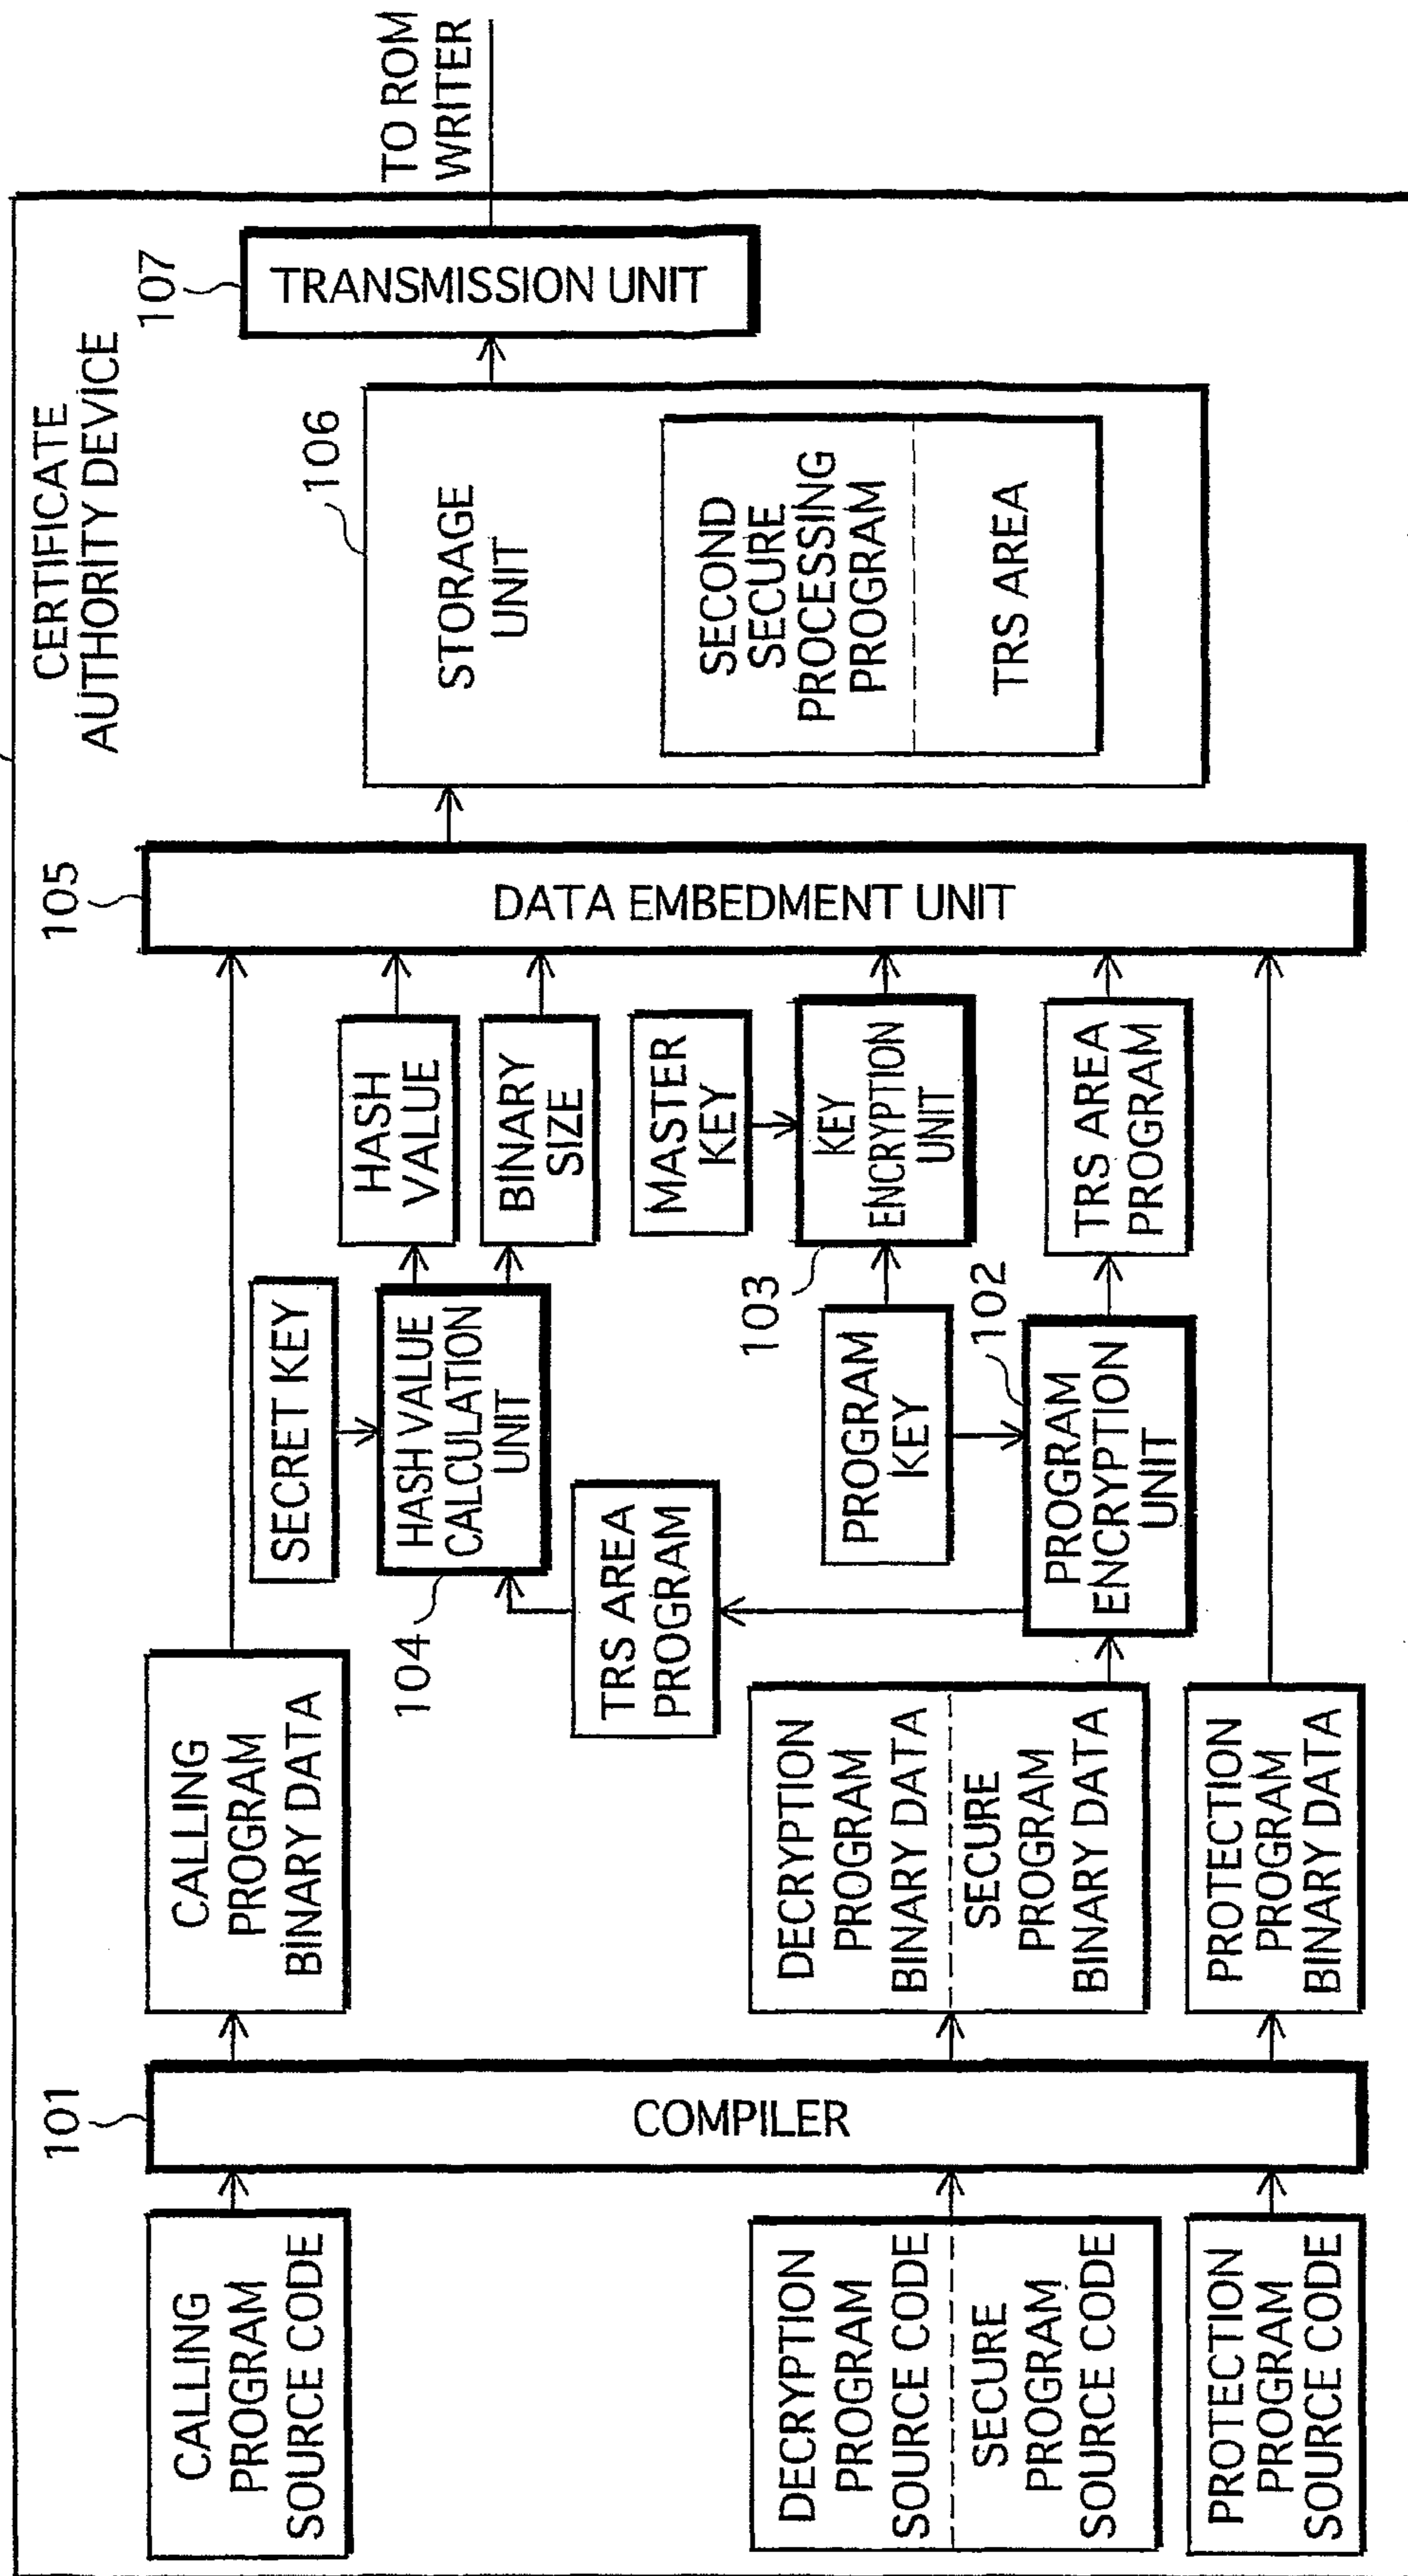 CERTIFICATE
AUTHORITY DEVICE
101
105
106
107
CALLING
PROGRAM
SOURCE CODE
DECRYPTION
PROGRAM
SOURCE CODE
SECURE
PROGRAM
SOURCE CODE
PROTECTION
PROGRAM
SOURCE CODE
COMPILER
CALLING
PROGRAM
BINARY DATA
DECRYPTION
PROGRAM
BINARY DATA
SECURE
PROGRAM
BINARY DATA
PROTECTION
PROGRAM
BINARY DATA
TRS AREA
PROGRAM
104
SECRET KEY
HASH VALUE
CALCULATION
UNIT
PROGRAM
KEY
102
PROGRAM
ENCRYPTION
UNIT
HASH
VALUE
BINARY
SIZE
MASTER
KEY
103
KEY
ENCRYPTION
UNIT
TRS AREA
PROGRAM
DATA EMBEDMENT UNIT
STORAGE
UNIT
SECOND
SECURE
PROCESSING
PROGRAM
TRS AREA
TRANSMISSION UNIT
TO ROM
WRITER